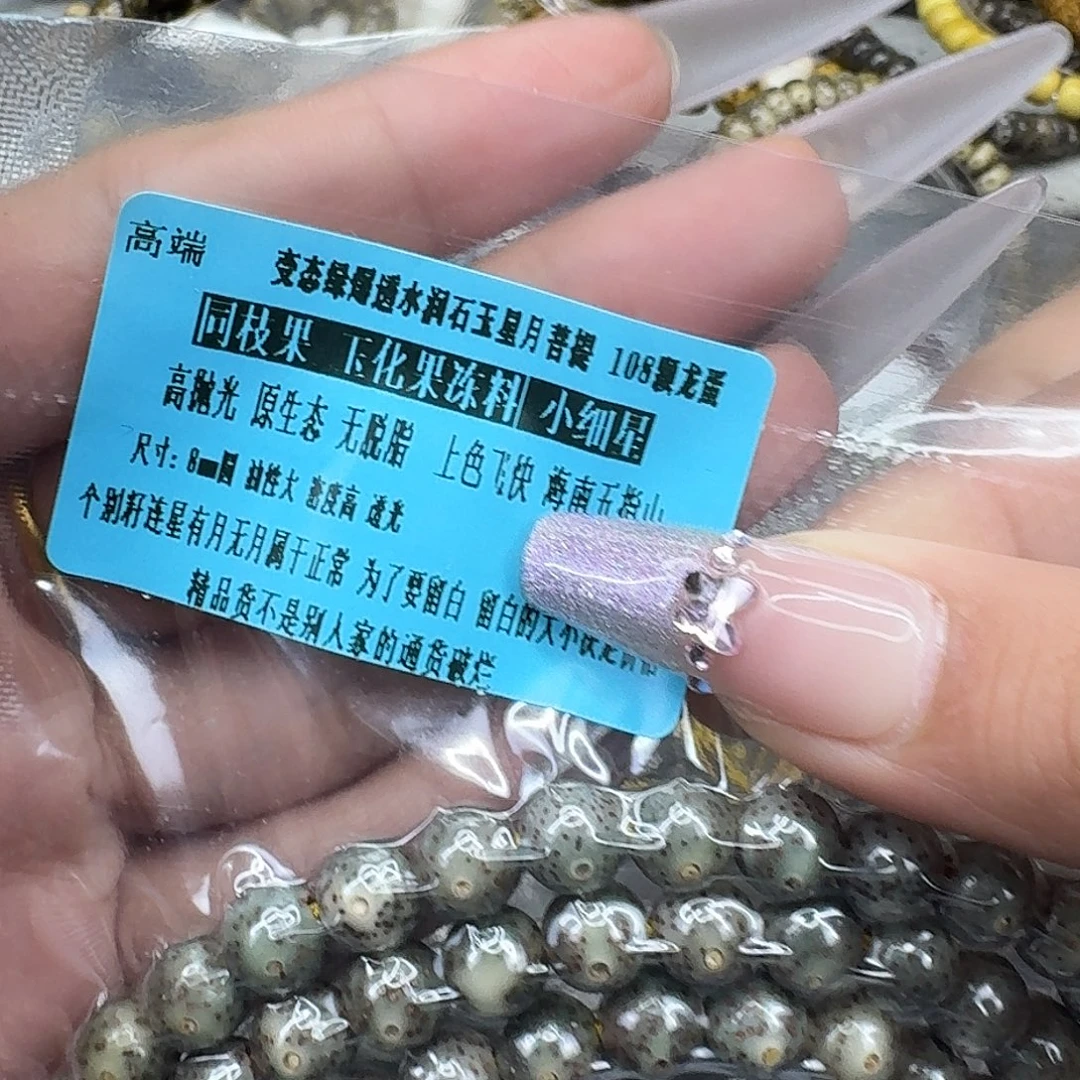 高端
变态绿爆透水润石玉星月菩提 108颗龙蛋
同枝果 玉化果冻料 小细星
高抛光 原生态 无脱脂 上色飞快 海南五指山
尺寸：8mm圆 油性大 密度高 透光
个别籽连星有月无月属于正常 为了要留白 留白的大小决定
精品货不是别人家的通货破烂